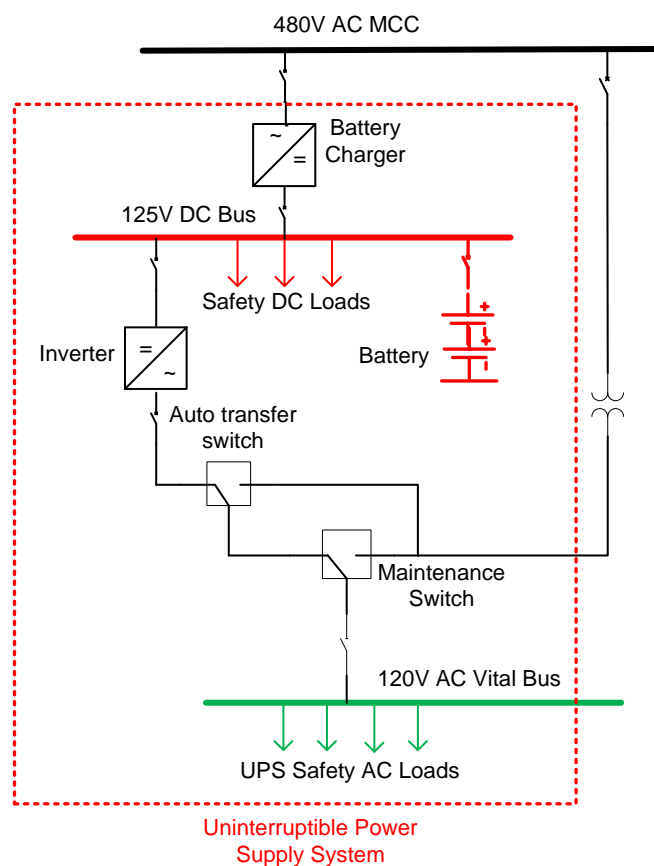 480V AC MCC
~
=
Battery
Charger
125V DC Bus
Safety DC Loads
+
+
Inverter
=
~
Battery
Auto transfer
switch
Maintenance
Switch
120V AC Vital Bus
UPS Safety AC Loads
Uninterruptible Power
Supply System